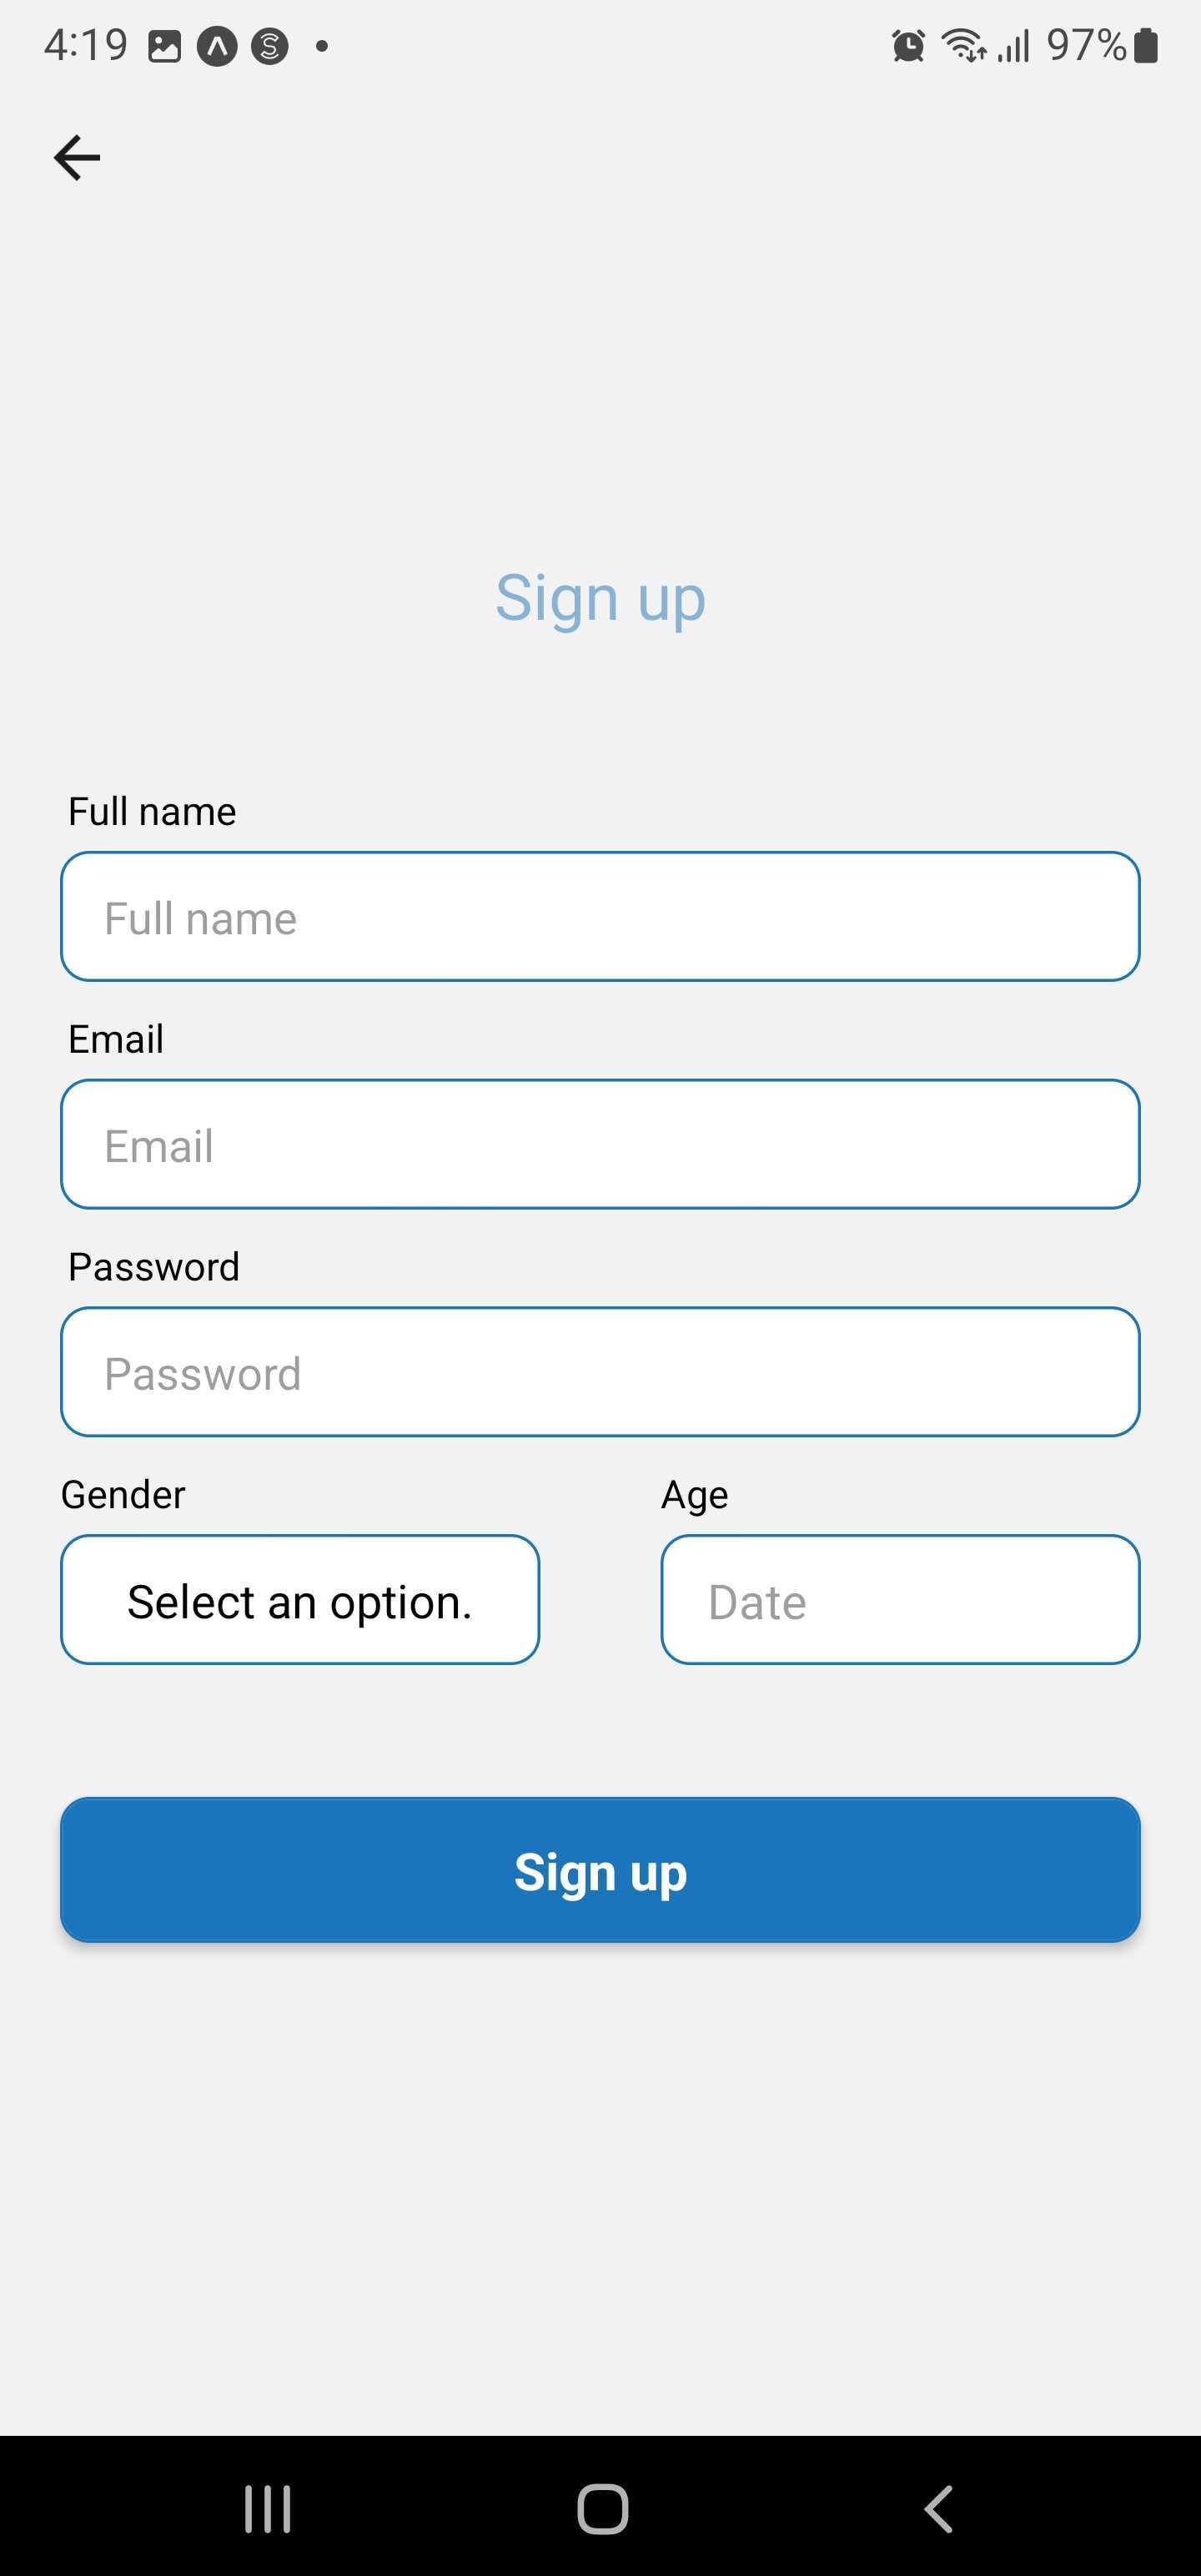 4:19 97%
Sign up
Full name
Full name
Email
Email
Password
Password
Gender Age
Select an option. Date
Sign up